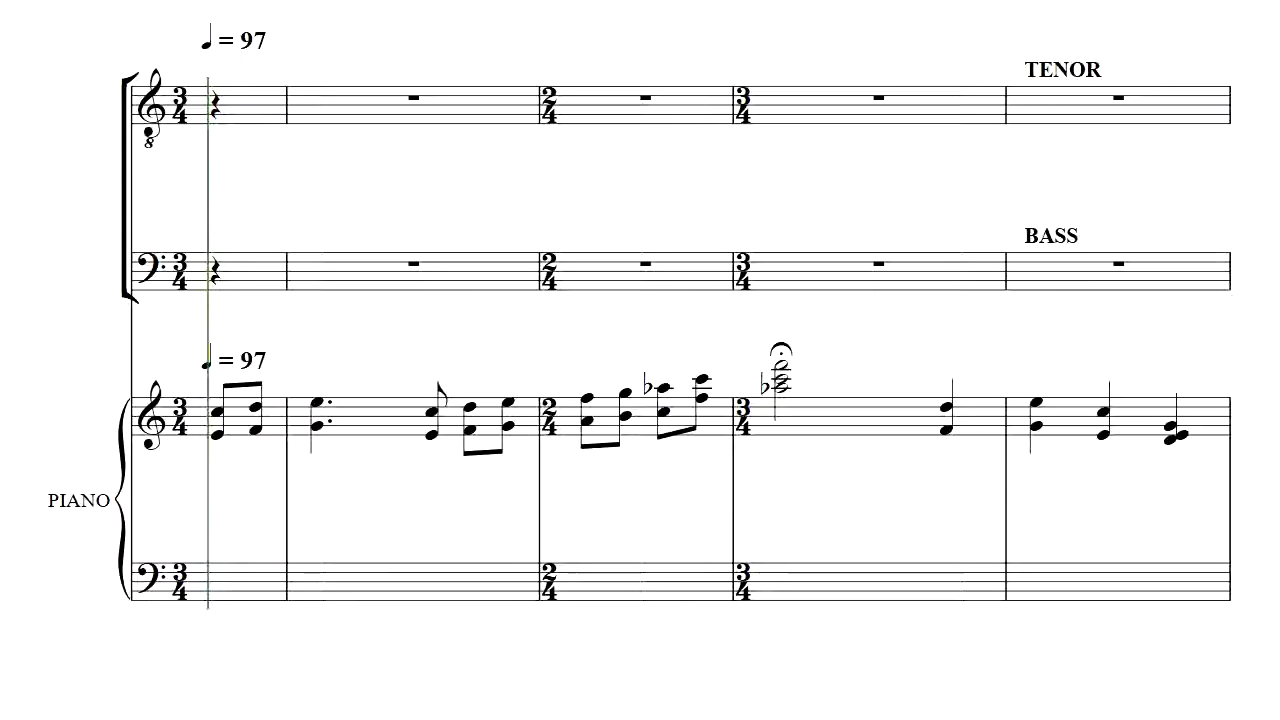 ♩ = 97
TENOR
BASS
♩ = 97
PIANO